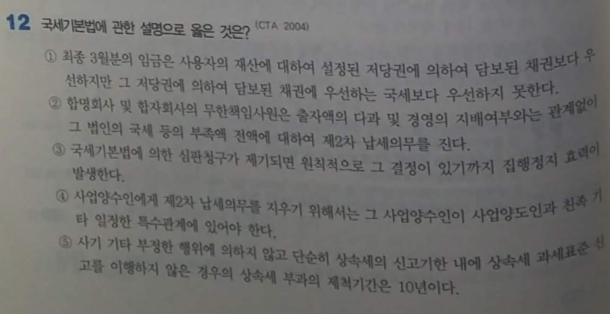 12 국세기본법에 관한 설명으로 옳은 것은? (CTA 2004)
① 최종 3월분의 임금은 사용자의 재산에 대하여 설정된 저당권에 의하여 담보된 채권보다 우
선하지만 그 저당권에 의하여 담보된 채권에 우선하는 국세보다 우선하지 못한다.
② 합명회사 및 합자회사의 무한책임사원은 출자액의 다과 및 경영의 지배여부와는 관계없이
그 법인의 국세 등의 부족액 전액에 대하여 제2차 납세의무를 진다.
③ 국세기본법에 의한 심판청구가 제기되면 원칙적으로 그 결정이 있기까지 집행정지 효력이
발생한다.
④ 사업양수인에게 제2차 납세의무를 지우기 위해서는 그 사업양수인이 사업양도인과 친족 기
타 일정한 특수관계에 있어야 한다.
⑤ 사기 기타 부정한 행위에 의하지 않고 단순히 상속세의 신고기한 내에 상속세 과세표준 신
고를 이행하지 않은 경우의 상속세 부과의 제척기간은 10년이다.